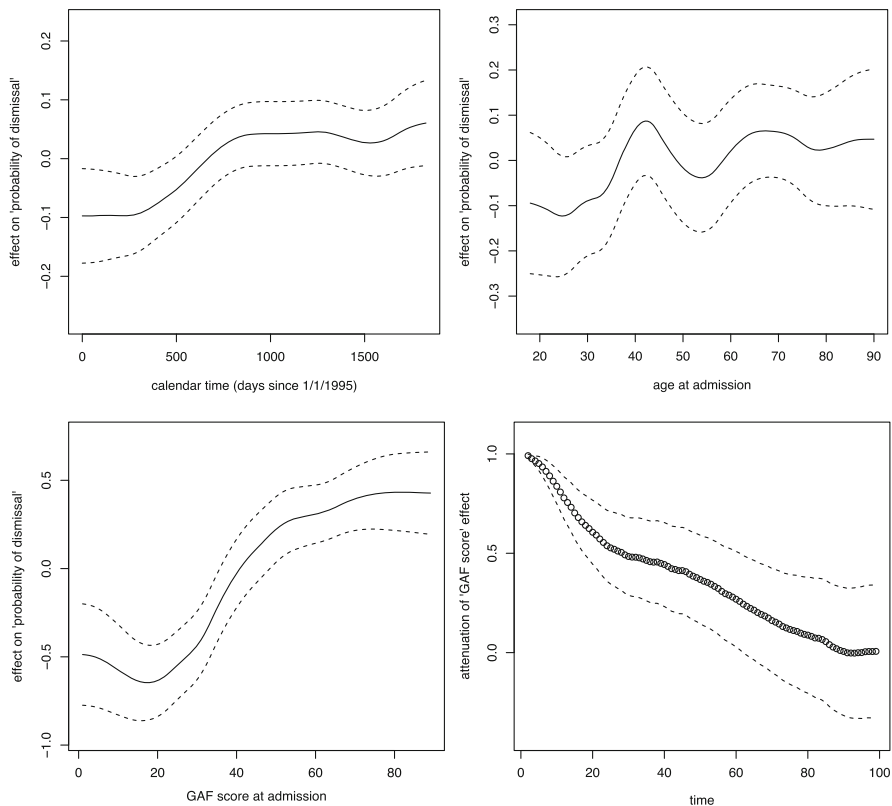 effect on 'probability of dismissal'
0.2
0.1
0.0
−0.1
−0.2
0 500 1000 1500
calendar time (days since 1/1/1995)
effect on 'probability of dismissal'
0.3
0.2
0.1
0.0
−0.1
−0.2
−0.3
20 30 40 50 60 70 80 90
age at admission
effect on 'probability of dismissal'
0.5
0.0
−0.5
−1.0
0 20 40 60 80
GAF score at admission
attenuation of 'GAF score' effect
1.0
0.5
0.0
0 20 40 60 80 100
time